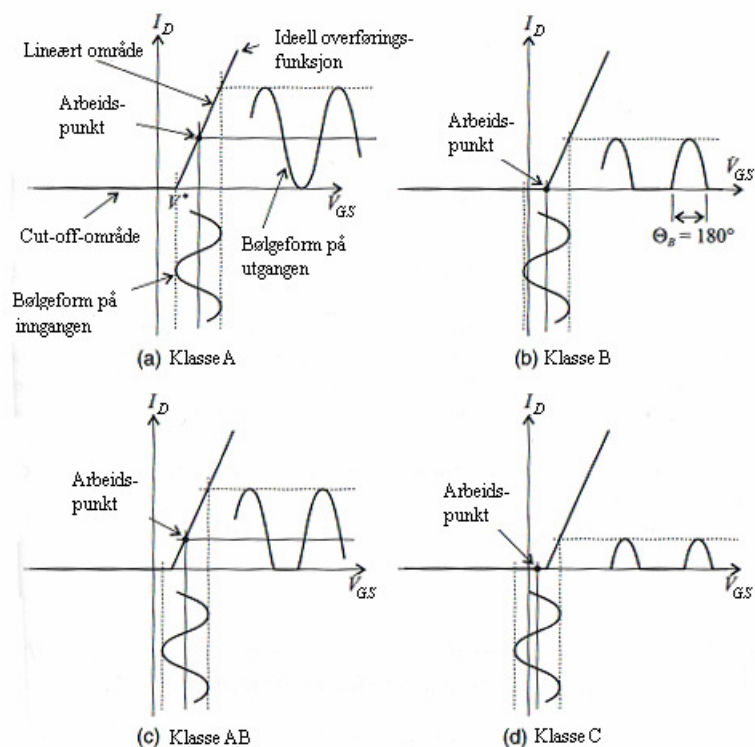 I_D
Lineært område
Ideell overførings-
funksjon
Arbeids-
punkt
V*
V_GS
Cut-off-område
Bølgeform på
utgangen
Bølgeform på
inngangen
(a) Klasse A
I_D
Arbeids-
punkt
V_GS
Θ_B = 180°
(b) Klasse B
I_D
Arbeids-
punkt
V_GS
(c) Klasse AB
I_D
Arbeids-
punkt
V_GS
(d) Klasse C